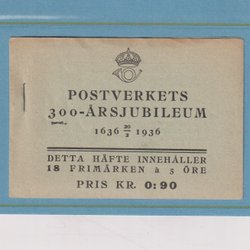 POSTVERKETS
300-ÅRSJUBILEUM
1636 20/2 1936
DETTA HÄFTE INNEHÅLLER
18 FRIMÄRKEN à 5 ÖRE
PRIS KR. 0:90